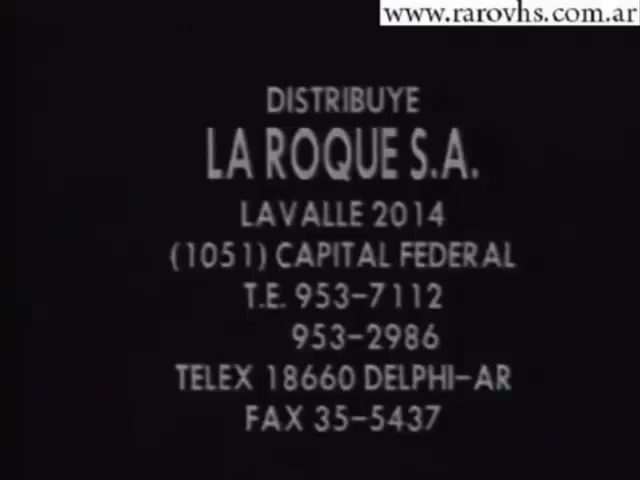 www.rarovhs.com.ar
DISTRIBUYE
LA ROQUE S.A.
LAVALLE 2014
(1051) CAPITAL FEDERAL
T.E. 953-7112
953-2986
TELEX 18660 DELPHI-AR
FAX 35-5437